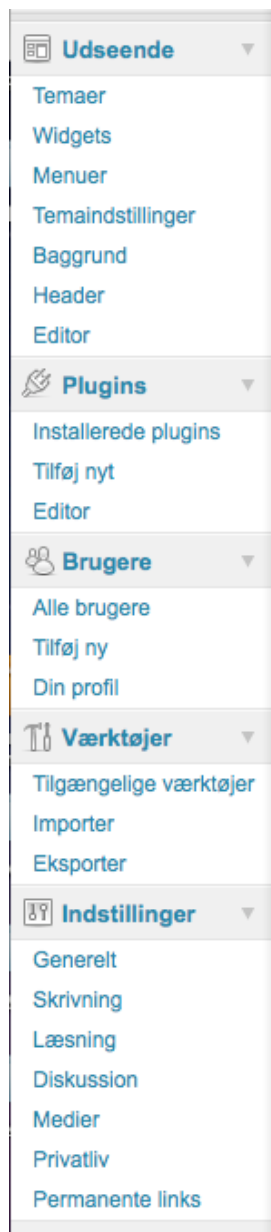 Udseende
Temaer
Widgets
Menuer
Temaindstillinger
Baggrund
Header
Editor
Plugins
Installerede plugins
Tilføj nyt
Editor
Brugere
Alle brugere
Tilføj ny
Din profil
Værktøjer
Tilgængelige værktøjer
Importer
Eksporter
Indstillinger
Generelt
Skrivning
Læsning
Diskussion
Medier
Privatliv
Permanente links